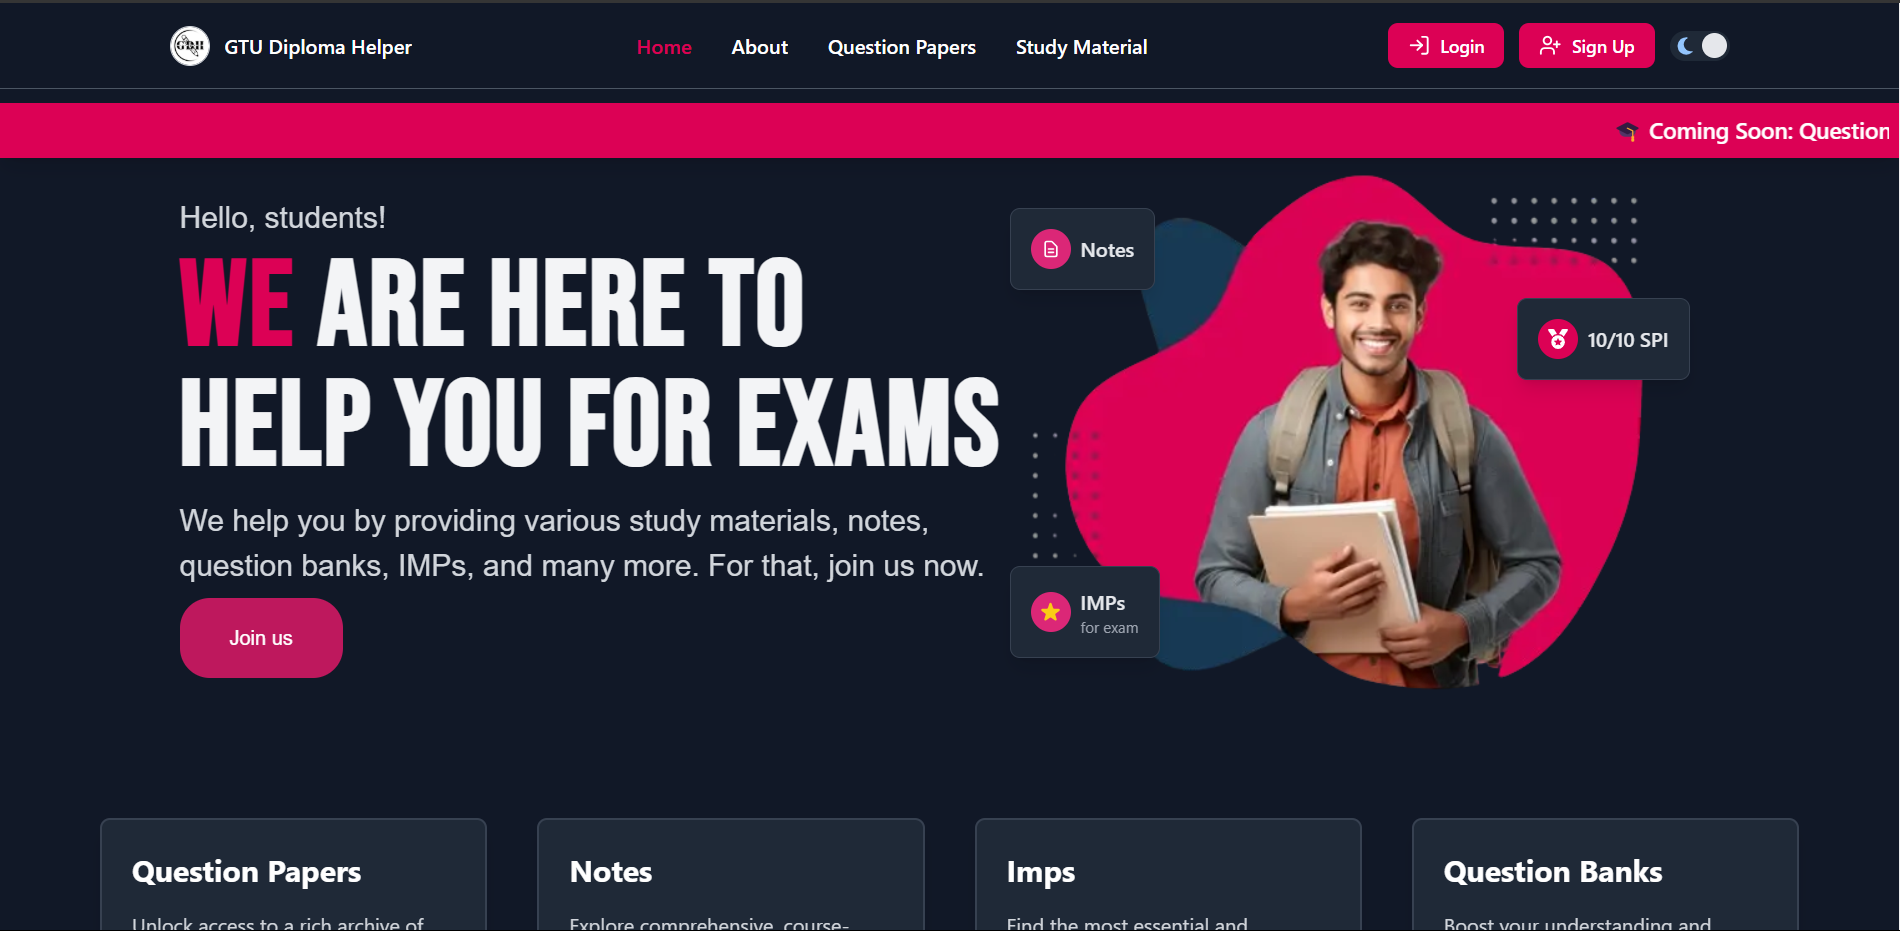 GDH
GTU Diploma Helper
Home
About
Question Papers
Study Material
Login
Sign Up
🎓 Coming Soon: Question
Hello, students!
WE ARE HERE TO
HELP YOU FOR EXAMS
We help you by providing various study materials, notes,
question banks, IMPs, and many more. For that, join us now.
Join us
Notes
10/10 SPI
IMPs
for exam
Question Papers
Unlock access to a rich archive of
Notes
Explore comprehensive, course-
Imps
Find the most essential and
Question Banks
Boost your understanding and